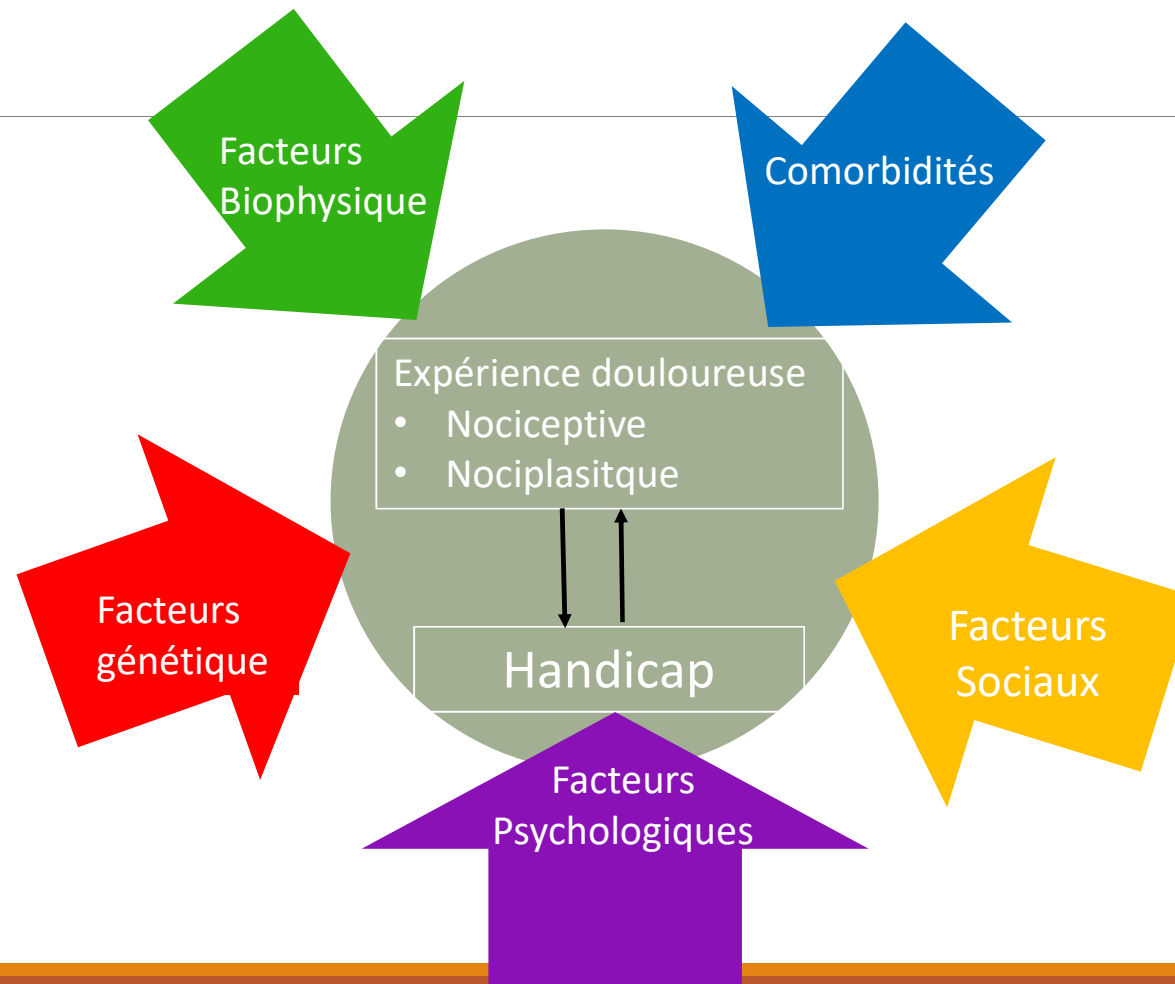 Facteurs
Biophysique
Comorbidités
Expérience douloureuse
• Nociceptive
• Nociplasitque
Facteurs
génétique
Facteurs
Sociaux
Handicap
Facteurs
Psychologiques